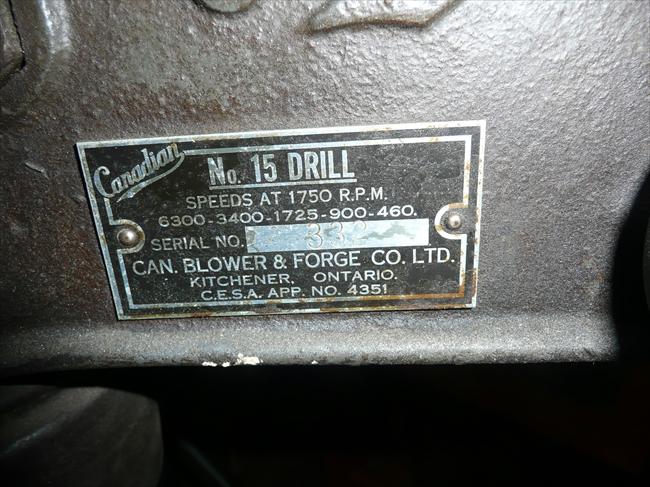 Canadian
No. 15 DRILL
SPEEDS AT 1750 R.P.M.
6300-3400-1725-900-460.
SERIAL NO. 332
CAN. BLOWER & FORGE CO. LTD.
KITCHENER, ONTARIO.
C.E.S.A. APP. NO. 4351